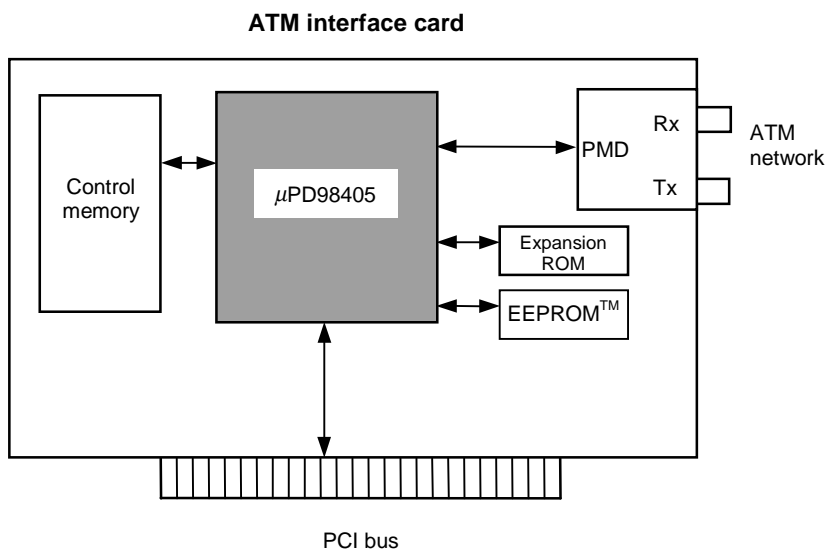 ATM interface card
Control
memory
μPD98405
PMD
Rx
Tx
ATM
network
Expansion
ROM
EEPROM™
PCI bus